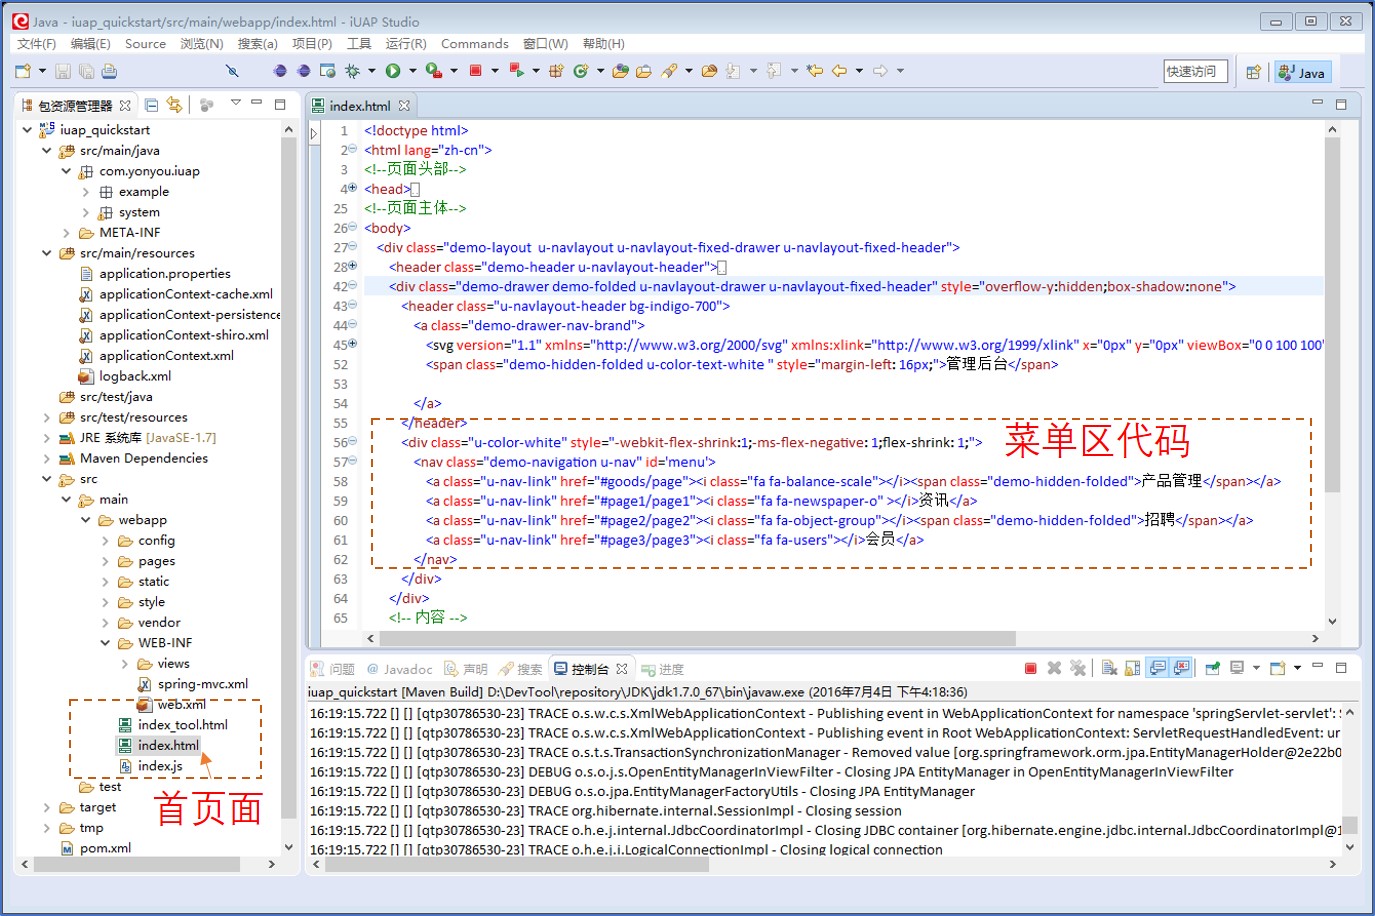 Java - iuap_quickstart/src/main/webapp/index.html - iUAP Studio
文件(F) 编辑(E) Source 浏览(N) 搜索(a) 项目(P) 工具 运行(R) Commands 窗口(W) 帮助(H)
快速访问 Java
包资源管理器
iuap_quickstart
src/main/java
com.yonyou.iuap
example
system
META-INF
src/main/resources
application.properties
applicationContext-cache.xml
applicationContext-persistence
applicationContext-shiro.xml
applicationContext.xml
logback.xml
src/test/java
src/test/resources
JRE 系统库 [JavaSE-1.7]
Maven Dependencies
src
main
webapp
config
pages
static
style
vendor
WEB-INF
views
spring-mvc.xml
web.xml
index_tool.html
index.html
index.js
test
首页面
target
tmp
pom.xml
index.html
1 <!doctype html>
2 <html lang="zh-cn">
3 <!--页面头部-->
4 <head>
25 <!--页面主体-->
26 <body>
27 <div class="demo-layout  u-navlayout u-navlayout-fixed-drawer u-navlayout-fixed-header">
28 <header class="demo-header u-navlayout-header">
42 <div class="demo-drawer demo-folded u-navlayout-drawer u-navlayout-fixed-header" style="overflow-y:hidden;box-shadow:none">
43 <header class="u-navlayout-header bg-indigo-700">
44 <a class="demo-drawer-nav-brand">
45 <svg version="1.1" xmlns="http://www.w3.org/2000/svg" xmlns:xlink="http://www.w3.org/1999/xlink" x="0px" y="0px" viewBox="0 0 100 100"
52 <span class="demo-hidden-folded u-color-text-white " style="margin-left: 16px;">管理后台</span>
53
54 </a>
55 </header>
56 <div class="u-color-white" style="-webkit-flex-shrink:1;-ms-flex-negative: 1;flex-shrink: 1;">
菜单区代码
57 <nav class="demo-navigation u-nav" id='menu'>
58 <a class="u-nav-link" href="#goods/page"><i class="fa fa-balance-scale"></i><span class="demo-hidden-folded">产品管理</span></a>
59 <a class="u-nav-link" href="#page1/page1"><i class="fa fa-newspaper-o" ></i>资讯</a>
60 <a class="u-nav-link" href="#page2/page2"><i class="fa fa-object-group"></i><span class="demo-hidden-folded">招聘</span></a>
61 <a class="u-nav-link" href="#page3/page3"><i class="fa fa-users"></i>会员</a>
62 </nav>
63 </div>
64 </div>
65 <!-- 内容 -->
问题 @ Javadoc 声明 搜索 控制台 进度
iuap_quickstart [Maven Build] D:\DevTool\repository\JDK\jdk1.7.0_67\bin\javaw.exe (2016年7月4日 下午4:18:36)
16:19:15.722 [] [] [qtp30786530-23] TRACE o.s.w.c.s.XmlWebApplicationContext - Publishing event in WebApplicationContext for namespace 'springServlet-servlet':
16:19:15.722 [] [] [qtp30786530-23] TRACE o.s.w.c.s.XmlWebApplicationContext - Publishing event in Root WebApplicationContext: ServletRequestHandledEvent: ur
16:19:15.722 [] [] [qtp30786530-23] TRACE o.s.t.s.TransactionSynchronizationManager - Removed value [org.springframework.orm.jpa.EntityManagerHolder@2e22b0
16:19:15.722 [] [] [qtp30786530-23] DEBUG o.s.o.j.s.OpenEntityManagerInViewFilter - Closing JPA EntityManager in OpenEntityManagerInViewFilter
16:19:15.722 [] [] [qtp30786530-23] DEBUG o.s.o.jpa.EntityManagerFactoryUtils - Closing JPA EntityManager
16:19:15.722 [] [] [qtp30786530-23] TRACE org.hibernate.internal.SessionImpl - Closing session
16:19:15.722 [] [] [qtp30786530-23] TRACE o.h.e.j.internal.JdbcCoordinatorImpl - Closing JDBC container [org.hibernate.engine.jdbc.internal.JdbcCoordinatorImpl@1
16:19:15.722 [] [] [qtp30786530-23] TRACE o.h.e.j.i.LogicalConnectionImpl - Closing logical connection